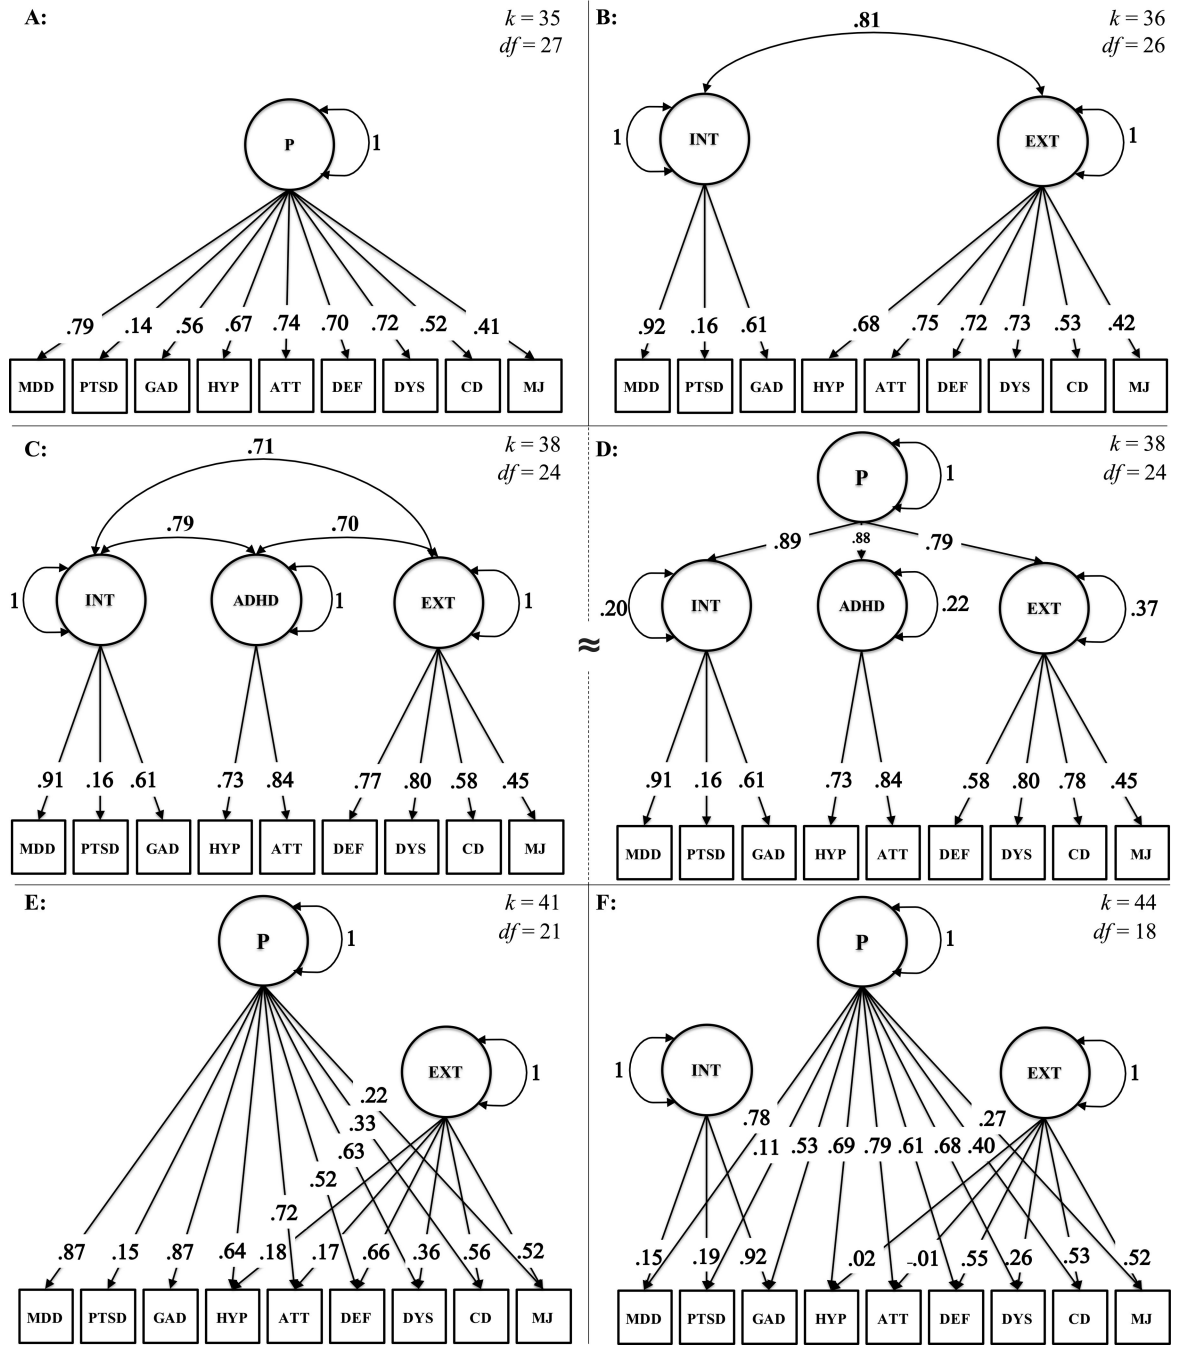 A:
k = 35
df = 27
P
1
.79 .14 .56 .67 .74 .70 .72 .52 .41
MDD PTSD GAD HYP ATT DEF DYS CD MJ
B:
k = 36
df = 26
.81
1 INT EXT 1
.92 .16 .61 .68 .75 .72 .73 .53 .42
MDD PTSD GAD HYP ATT DEF DYS CD MJ
C:
k = 38
df = 24
.71
.79 .70
1 INT ADHD 1 EXT 1
.91 .16 .61 .73 .84 .77 .80 .58 .45
MDD PTSD GAD HYP ATT DEF DYS CD MJ
≈
D:
k = 38
df = 24
P 1
.89 .88 .79
.20 INT ADHD .22 EXT .37
.91 .16 .61 .73 .84 .58 .80 .78 .45
MDD PTSD GAD HYP ATT DEF DYS CD MJ
E:
k = 41
df = 21
P 1
EXT 1
.22
.33
.63
.52
.72
.87 .15 .87 .64 .18 .17 .66 .36 .56 .52
MDD PTSD GAD HYP ATT DEF DYS CD MJ
F:
k = 44
df = 18
P 1
1 INT EXT 1
.78 .27
.11 .53 .69 .79 .61 .68 .40
.15 .19 .92 .02 -.01 .55 .26 .53 .52
MDD PTSD GAD HYP ATT DEF DYS CD MJ